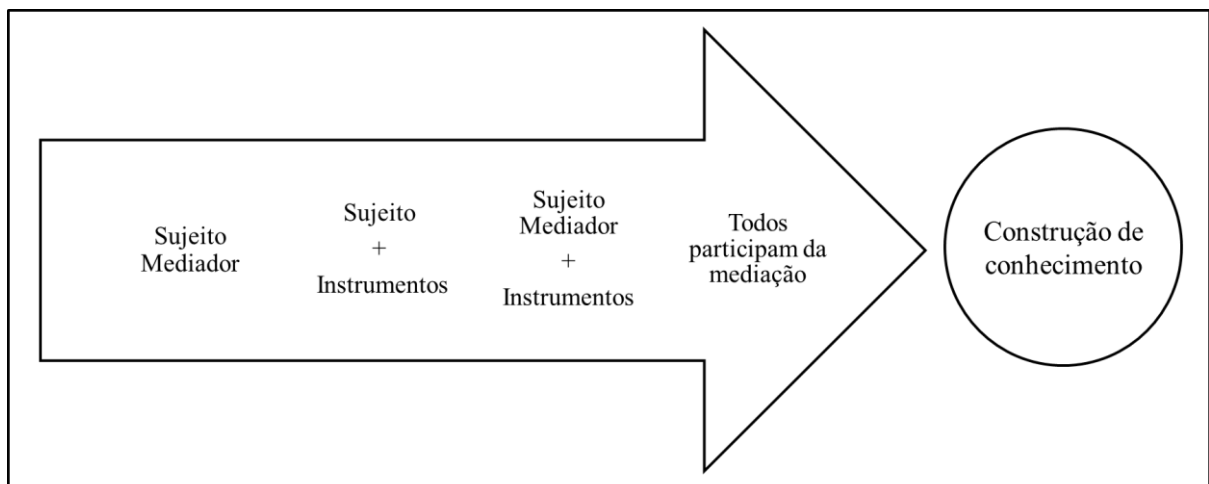 Sujeito
Mediador
Sujeito
+
Instrumentos
Sujeito
Mediador
+
Instrumentos
Todos
participam da
mediação
Construção de
conhecimento